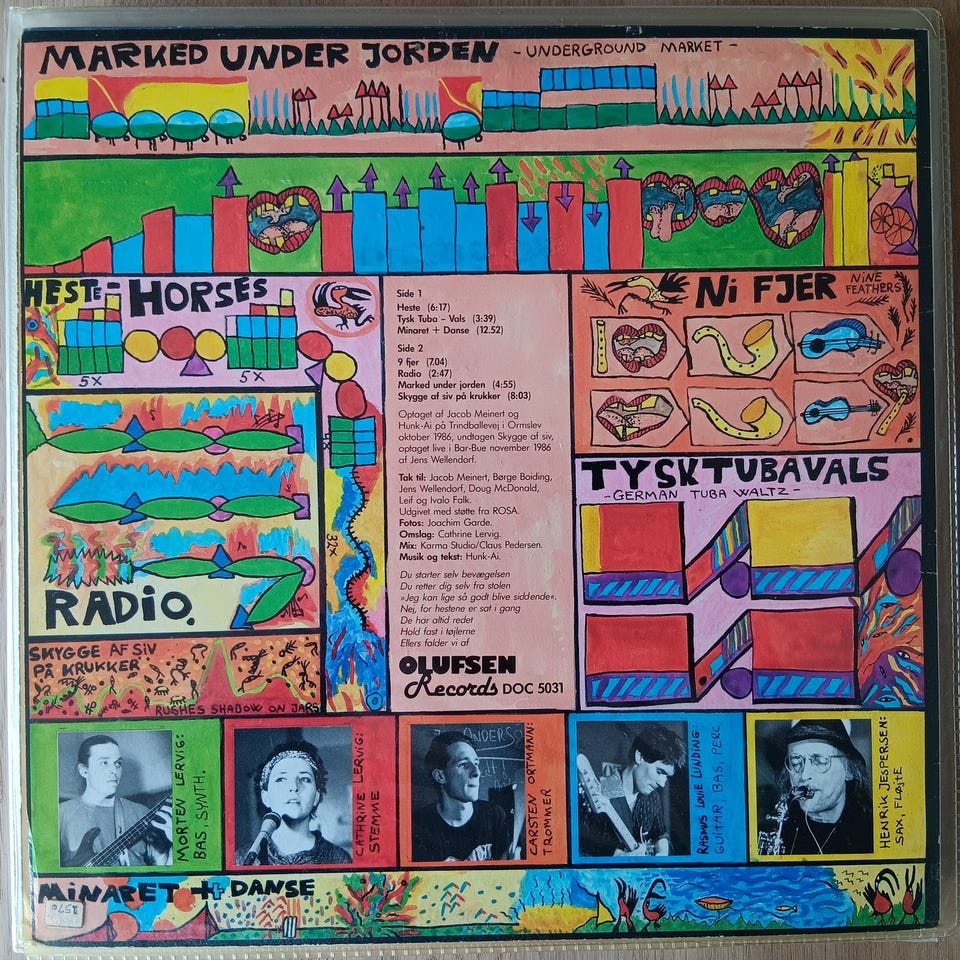 MARKED UNDER JORDEN - UNDERGROUND MARKET -
HESTE- HORSES
5X 5X
32X
Side 1
Heste (6:17)
Tysk Tuba – Vals (3:39)
Minaret + Danse (12.52)
Side 2
9 fjer (7.04)
Radio (2:47)
Marked under jorden (4:55)
Skygge af siv på krukker (8:03)
Optaget af Jacob Meinert og
Hunk-Ai på Trindballevej i Ormslev
oktober 1986, undtagen Skygge af siv,
optaget live i Bar-Bue november 1986
af Jens Wellendorf.
Tak til: Jacob Meinert, Børge Boiding,
Jens Wellendorf, Doug McDonald,
Leif og Ivalo Falk.
Udgivet med støtte fra ROSA.
Fotos: Joachim Garde.
Omslag: Cathrine Lervig.
Mix: Karma Studio/Claus Pedersen.
Musik og tekst: Hunk-Ai.
Du starter selv bevægelsen
Du retter dig selv fra stolen
»Jeg kan lige så godt blive siddende«.
Nej, for hestene er sat i gang
De har altid redet
Hold fast i tøjlerne
Ellers falder vi af
OLUFSEN
Records DOC 5031
Ni FJER NiNE
FEATHERS
TYSKTUBAVALS
- GERMAN TUBA WALTZ -
RADiO.
SKYGGE AF SiV
PÅ KRUKKER
RUSHES SHADOW ON JARS
MORTEN LERVIG:
BAS, SYNTH.
CATHRINE LERVIG:
STEMME
ANDERSO
CARSTEN ORTMANN:
TROMMER
RASMUS LOUIE LUNDING:
GUITAR, BAS, PERC
HENRIK JESPERSEN:
SAX, FLØJTE
MiNARET + DANSE
1570